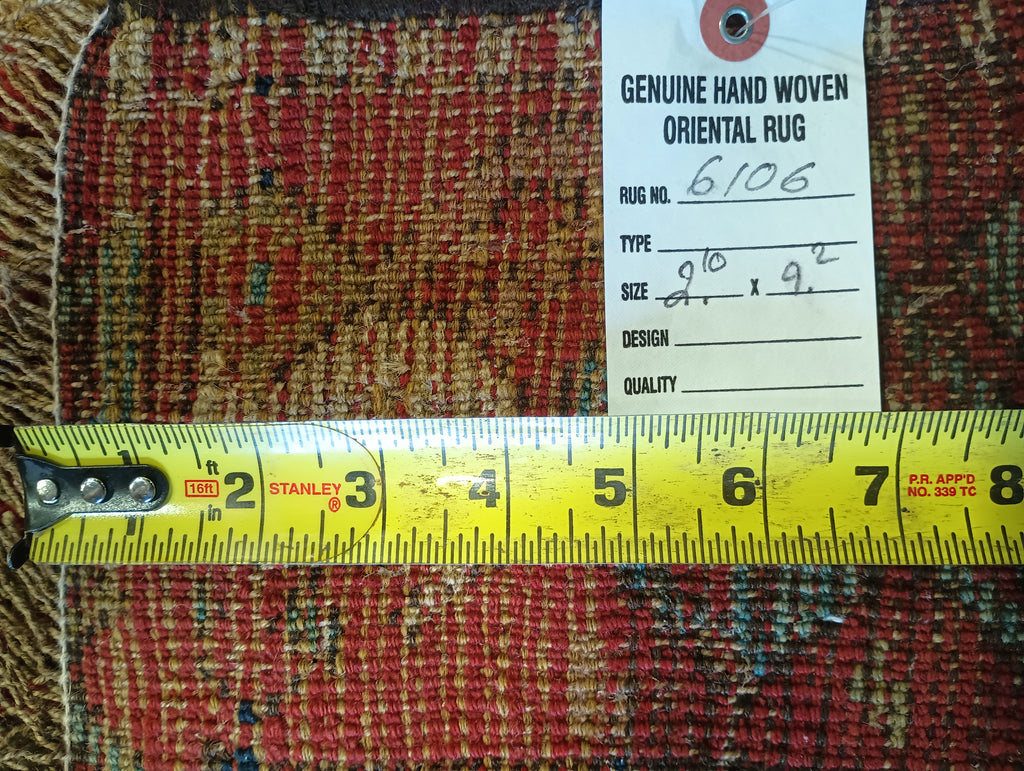 GENUINE HAND WOVEN
ORIENTAL RUG
RUG NO. 6106
TYPE
SIZE 2.10 x 9.2
DESIGN
QUALITY
1 ft 16ft 2 STANLEY® 3 4 5 6 7 P.R. APP'D 8
1 in NO. 339 TC